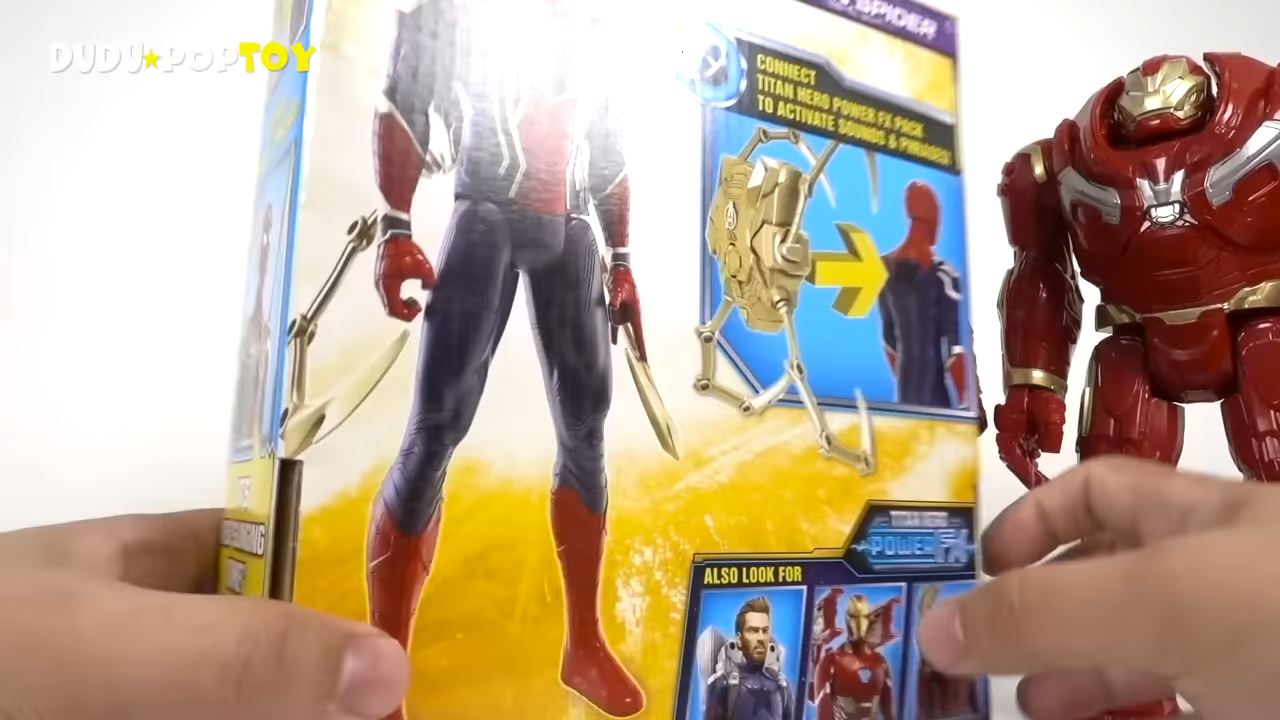 DUDU★POPTOY
SPIDER
CONNECT
TITAN HERO POWER FX PACK
TO ACTIVATE SOUNDS & PHRASES
TITAN HERO
POWER FX
ALSO LOOK FOR